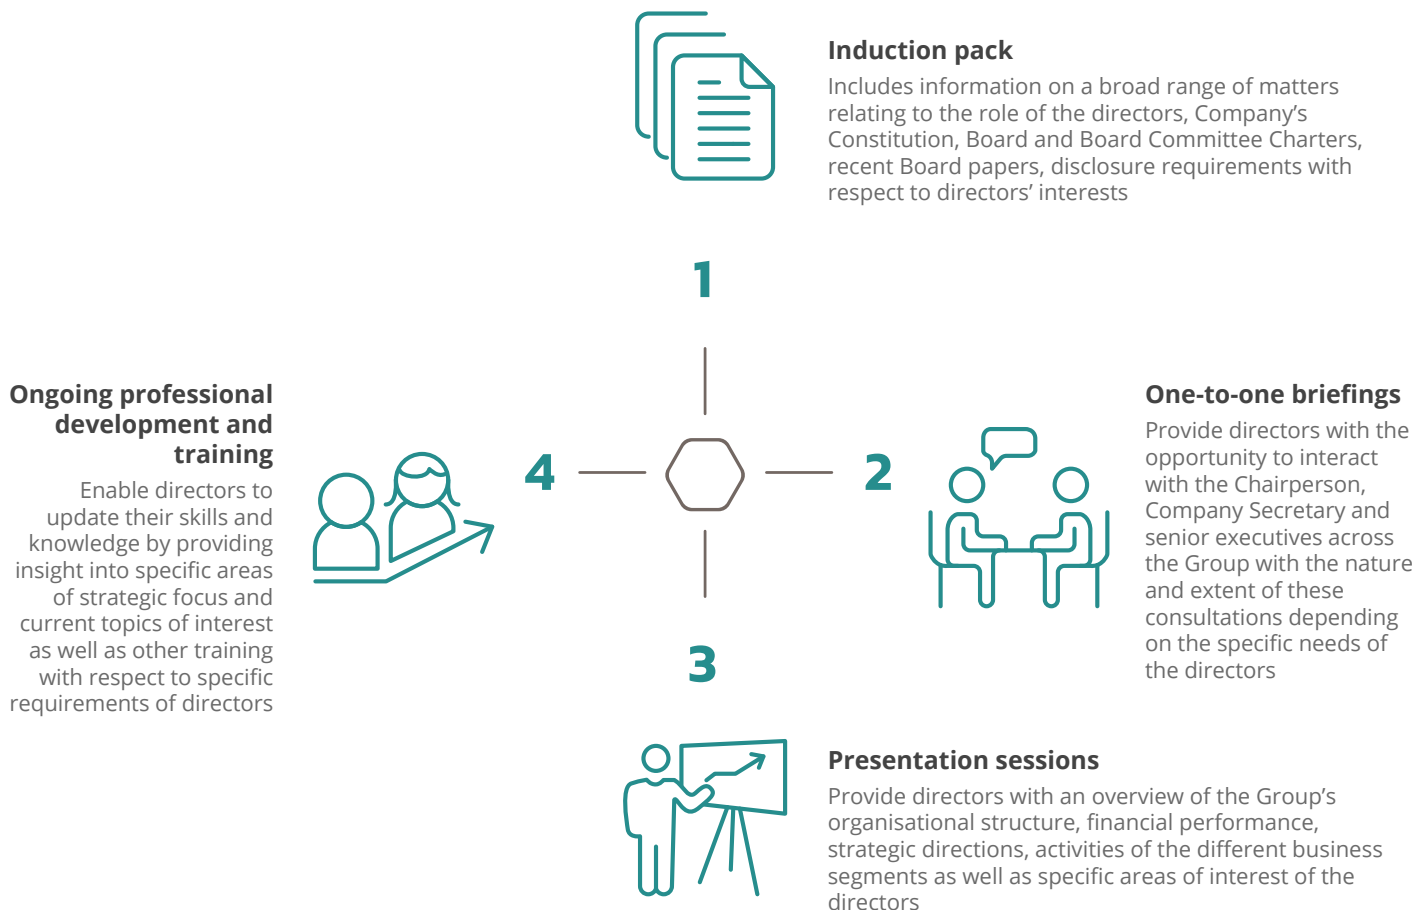 Induction pack
Includes information on a broad range of matters
relating to the role of the directors, Company’s
Constitution, Board and Board Committee Charters,
recent Board papers, disclosure requirements with
respect to directors’ interests
1
One-to-one briefings
Provide directors with the
opportunity to interact
with the Chairperson,
Company Secretary and
senior executives across
the Group with the nature
and extent of these
consultations depending
on the specific needs of
the directors
2
3
Presentation sessions
Provide directors with an overview of the Group’s
organisational structure, financial performance,
strategic directions, activities of the different business
segments as well as specific areas of interest of the
directors
4
Ongoing professional
development and
training
Enable directors to
update their skills and
knowledge by providing
insight into specific areas
of strategic focus and
current topics of interest
as well as other training
with respect to specific
requirements of directors